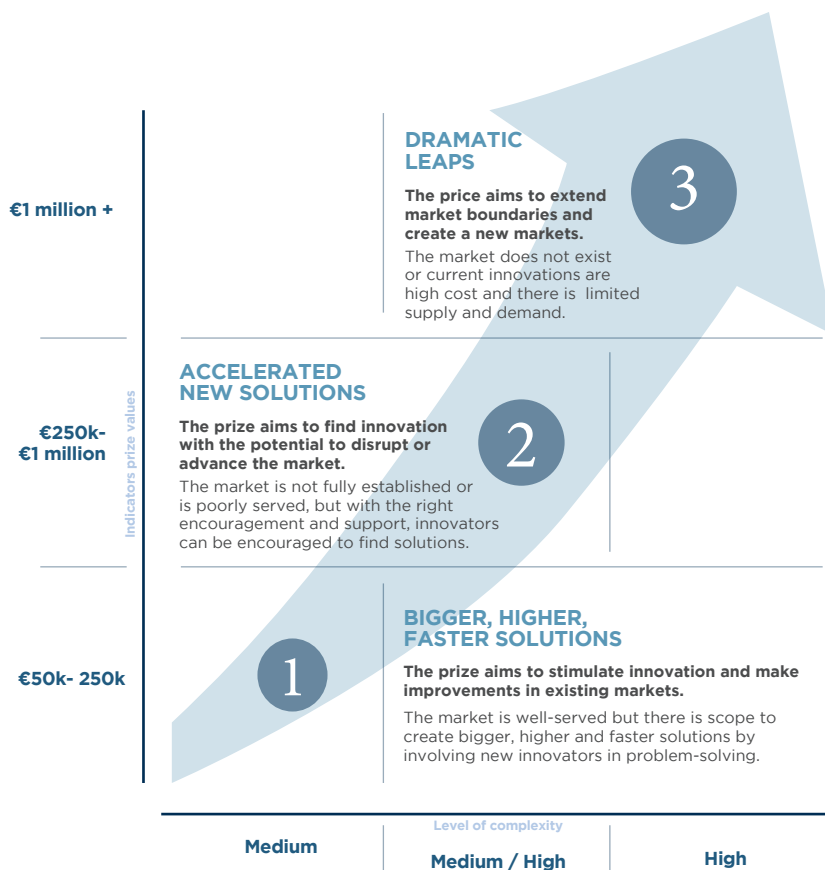 DRAMATIC
LEAPS
The price aims to extend
market boundaries and
create a new markets.
The market does not exist
or current innovations are
high cost and there is limited
supply and demand.
3
€1 million +
ACCELERATED
NEW SOLUTIONS
The prize aims to find innovation
with the potential to disrupt or
advance the market.
The market is not fully established or
is poorly served, but with the right
encouragement and support, innovators
can be encouraged to find solutions.
2
€250k-
€1 million
Indicators prize values
BIGGER, HIGHER,
FASTER SOLUTIONS
The prize aims to stimulate innovation and make
improvements in existing markets.
The market is well-served but there is scope to
create bigger, higher and faster solutions by
involving new innovators in problem-solving.
1
€50k- 250k
Level of complexity
Medium
Medium / High
High